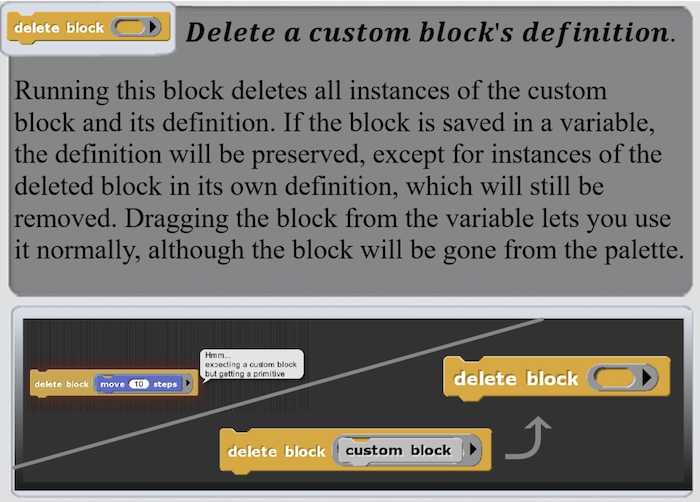 delete block
Delete a custom block's definition.
Running this block deletes all instances of the custom
block and its definition. If the block is saved in a variable,
the definition will be preserved, except for instances of the
deleted block in its own definition, which will still be
removed. Dragging the block from the variable lets you use
it normally, although the block will be gone from the palette.
Hmm...
expecting a custom block
but getting a primitive
delete block move 10 steps
delete block
delete block custom block